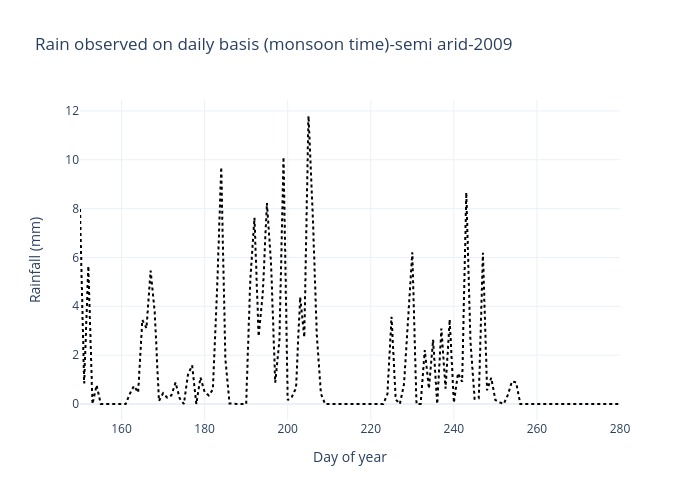 Rain observed on daily basis (monsoon time)-semi arid-2009
12
10
8
6
4
2
0
Rainfall (mm)
160 180 200 220 240 260 280
Day of year